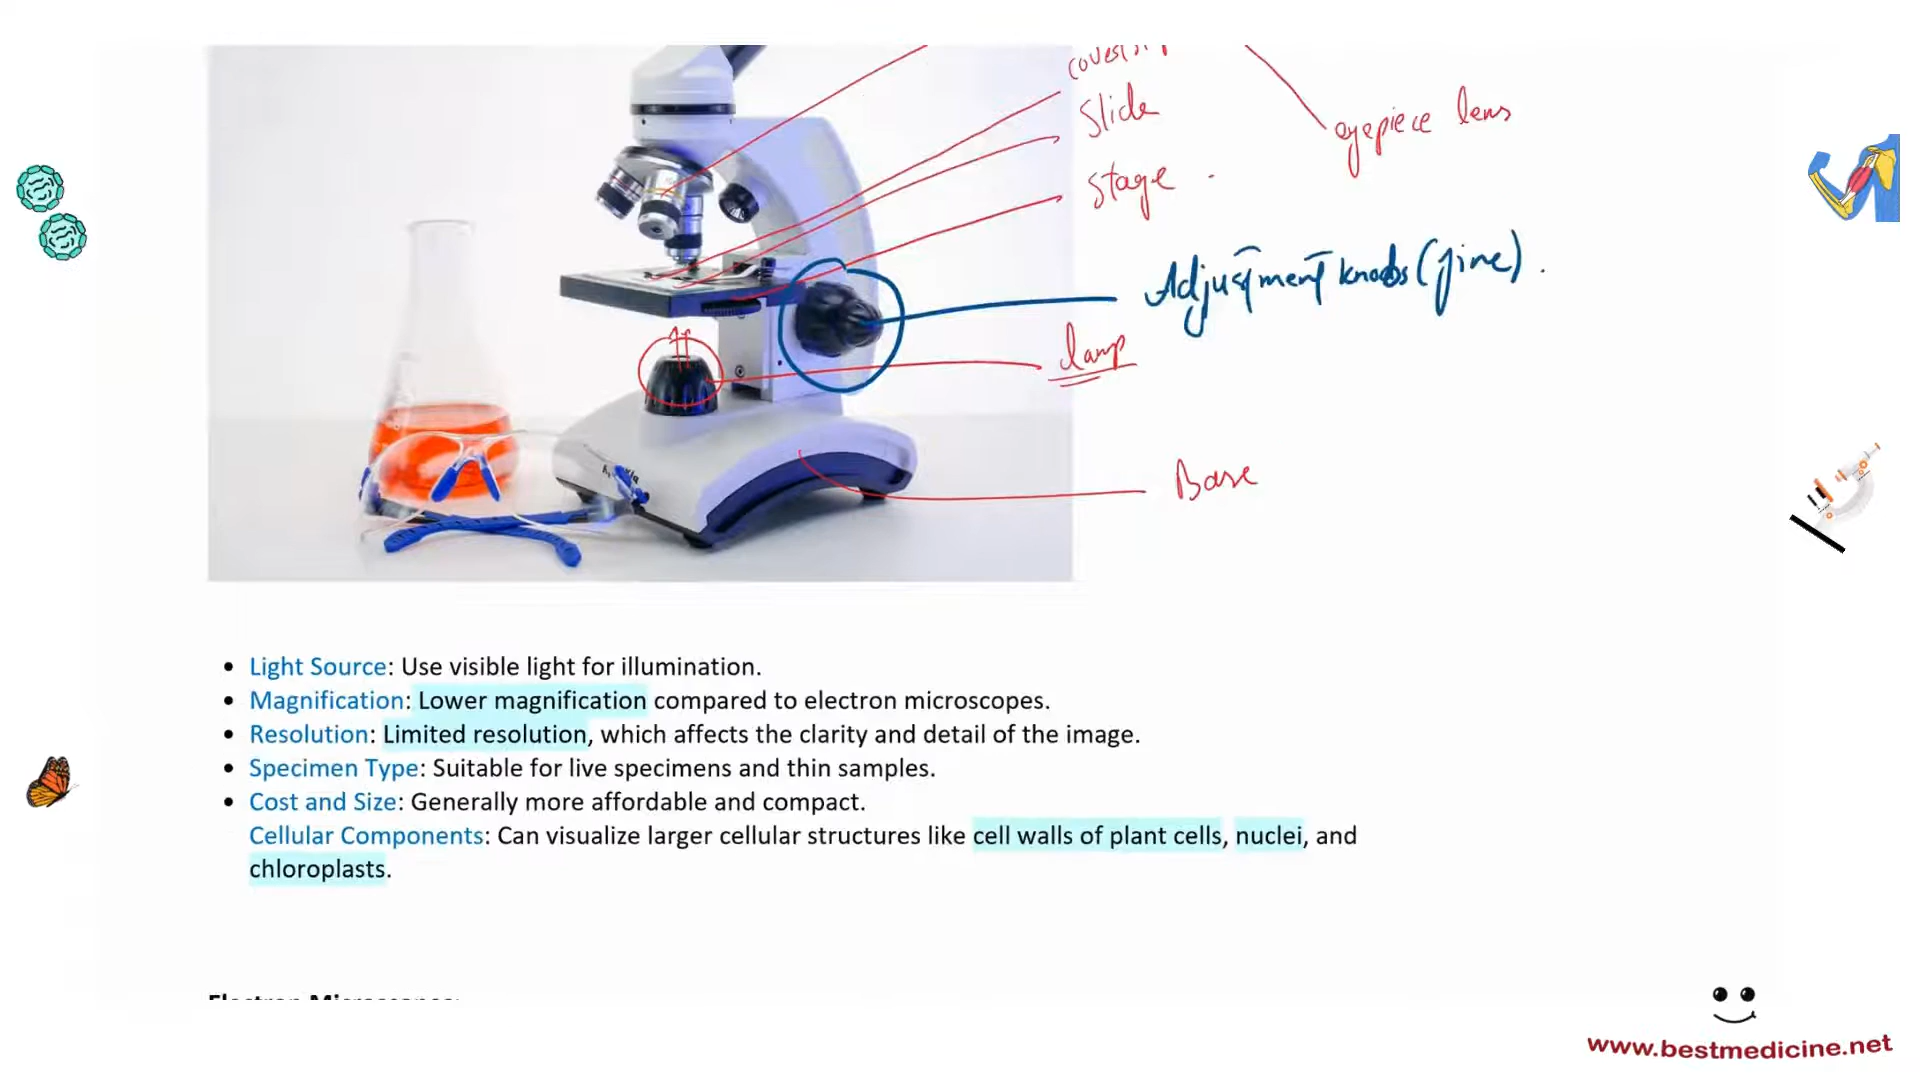 Slide
eyepiece lens
Stage
Adjustment knobs (fine).
lamp
Base
• Light Source: Use visible light for illumination.
• Magnification: Lower magnification compared to electron microscopes.
• Resolution: Limited resolution, which affects the clarity and detail of the image.
• Specimen Type: Suitable for live specimens and thin samples.
• Cost and Size: Generally more affordable and compact.
Cellular Components: Can visualize larger cellular structures like cell walls of plant cells, nuclei, and
chloroplasts.
www.bestmedicine.net